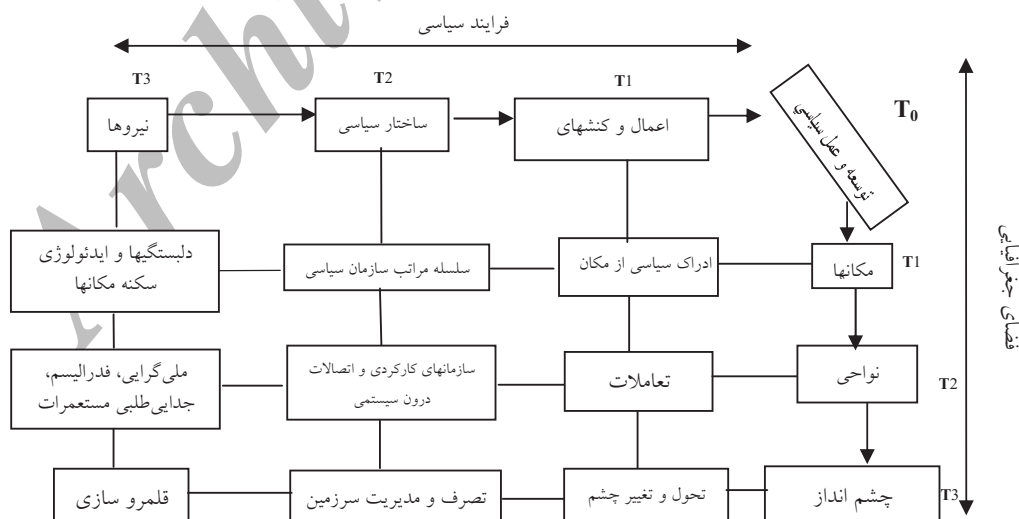 فرایند سیاسی
T3
T2
T1
T0
نیروها
ساختار سیاسی
اعمال و کنشهای
توسعه و عمل سیاسي
دلبستگیها و ایدئولوژی
سکنه مکانها
سلسله مراتب سازمان سیاسی
ادراک سیاسی از مکان
مکانها
T1
فضای جغرافیایی
ملی‌گرایی، فدرالیسم،
جدایی‌طلبی مستعمرات
سازمانهای کارکردی و اتصالات
درون سیستمی
تعاملات
نواحی
T2
قلمرو سازی
تصرف و مدیریت سرزمین
تحول و تغییر چشم
چشم انداز
T3
Archi